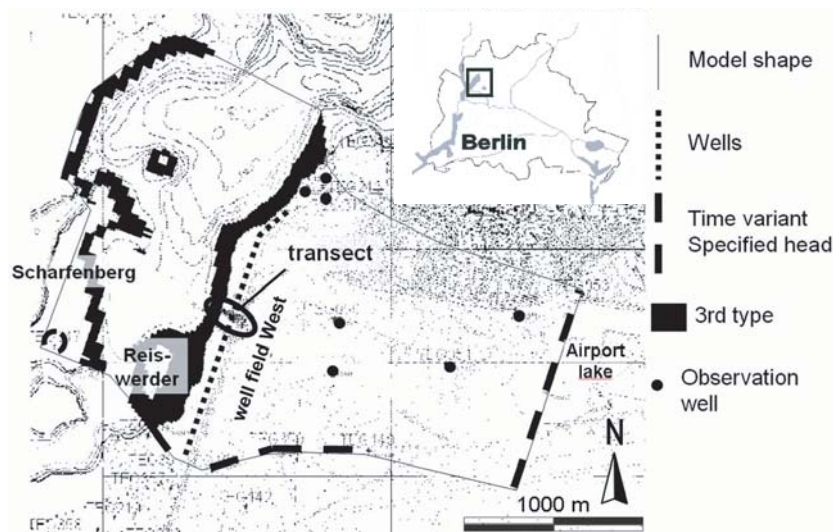 Berlin
Model shape
Wells
Time variant
Specified head
3rd type
Observation
well
transect
Scharfenberg
Reis-
werder
well field West
Airport
lake
N
1000 m